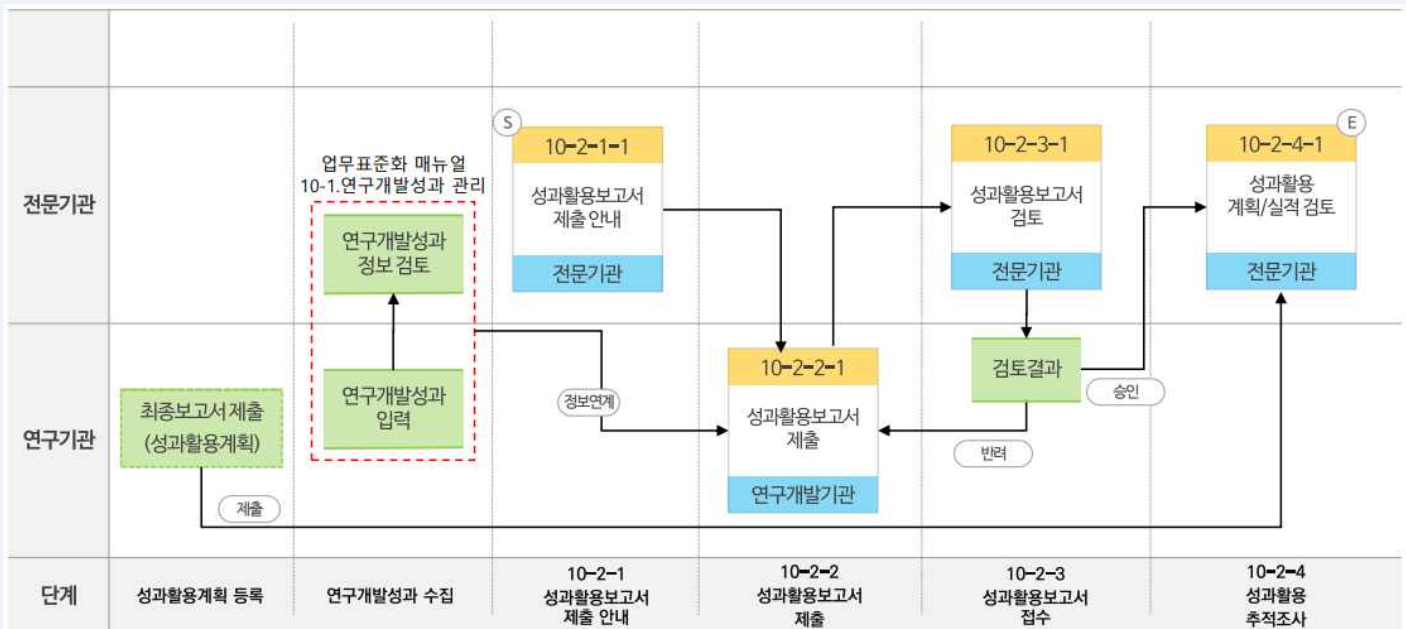 전문기관
업무표준화 매뉴얼
10-1.연구개발성과 관리
연구개발성과
정보 검토
S
10-2-1-1
성과활용보고서
제출 안내
전문기관
10-2-3-1
성과활용보고서
검토
전문기관
E
10-2-4-1
성과활용
계획/실적 검토
전문기관
연구기관
최종보고서 제출
(성과활용계획)
제출
연구개발성과
입력
정보연계
10-2-2-1
성과활용보고서
제출
연구개발기관
검토결과
승인
반려
단계
성과활용계획 등록
연구개발성과 수집
10-2-1
성과활용보고서
제출 안내
10-2-2
성과활용보고서
제출
10-2-3
성과활용보고서
접수
10-2-4
성과활용
추적조사